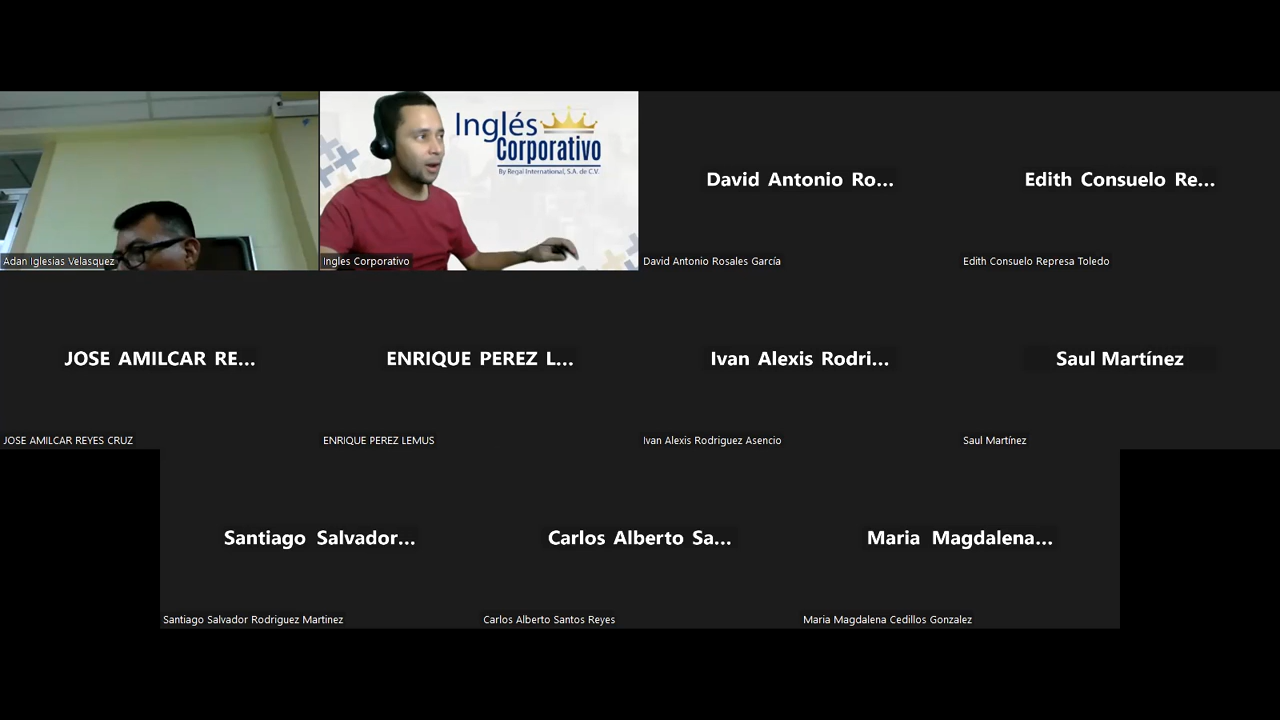 Inglés
Corporativo
By Regal International, S.A. de C.V.
David Antonio Ro...
Edith Consuelo Re...
Adan Iglesias Velasquez
Ingles Corporativo
David Antonio Rosales García
Edith Consuelo Represa Toledo
JOSE AMILCAR RE...
ENRIQUE PEREZ L...
Ivan Alexis Rodri...
Saul Martínez
JOSE AMILCAR REYES CRUZ
ENRIQUE PEREZ LEMUS
Ivan Alexis Rodriguez Asencio
Saul Martínez
Santiago Salvador...
Carlos Alberto Sa...
Maria Magdalena...
Santiago Salvador Rodriguez Martinez
Carlos Alberto Santos Reyes
Maria Magdalena Cedillos Gonzalez